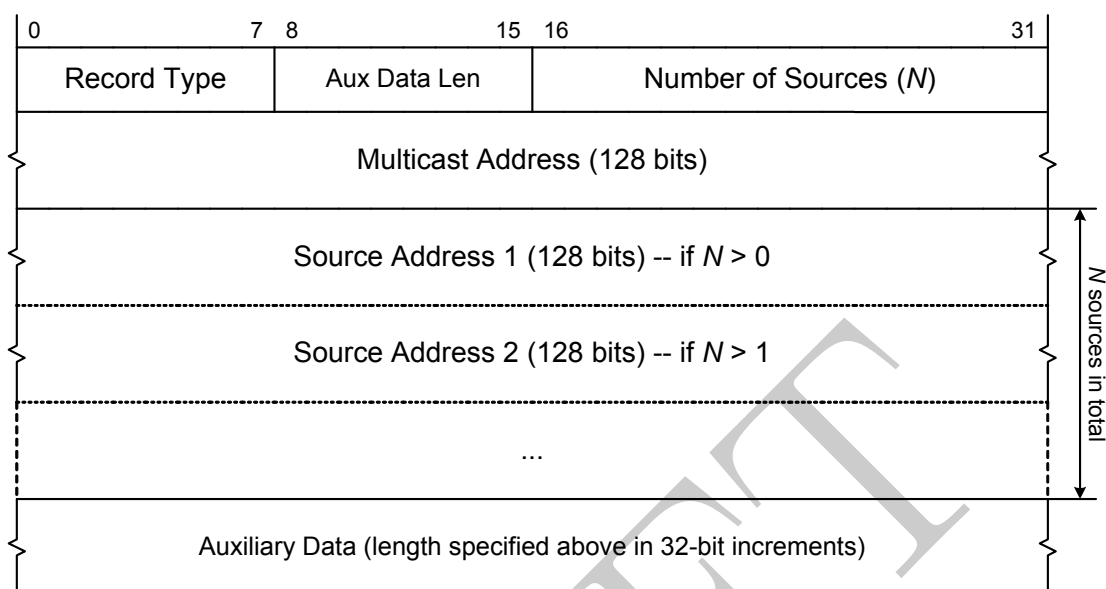 0 7 8 15 16 31
Record Type Aux Data Len Number of Sources (N)
Multicast Address (128 bits)
Source Address 1 (128 bits) -- if N > 0
Source Address 2 (128 bits) -- if N > 1
...
N sources in total
Auxiliary Data (length specified above in 32-bit increments)